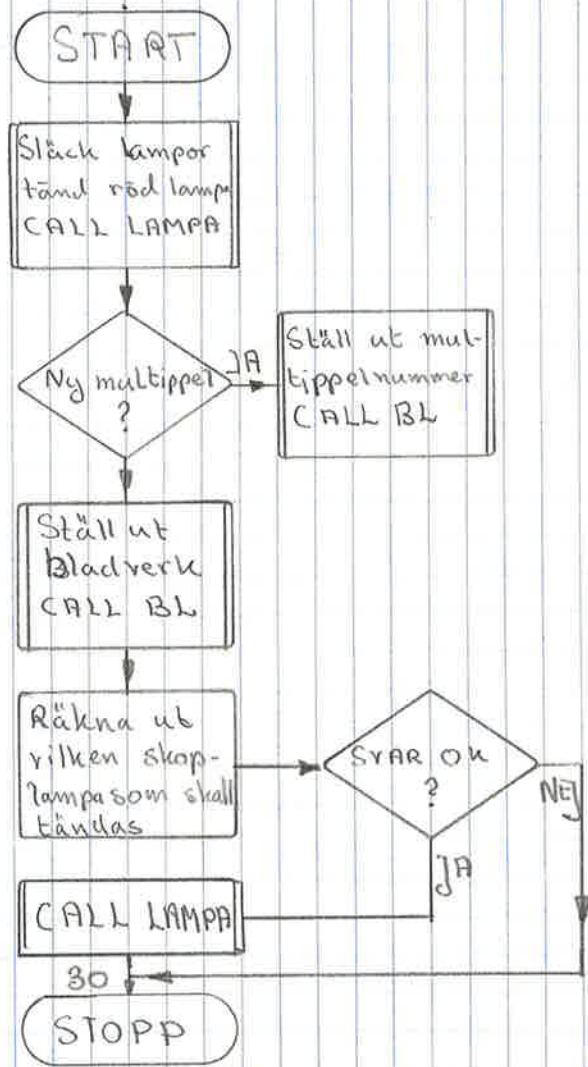 START
Släck lampor
tänd röd lampa
CALL LAMPA
Ny multippel
?
JA
Ställ ut mul-
tippelnummer
CALL BL
Ställ ut
Bladverk
CALL BL
Räkna ut
vilken skop-
lampa som skall
tändas
SVAR OK
?
NEJ
JA
CALL LAMPA
30
STOPP